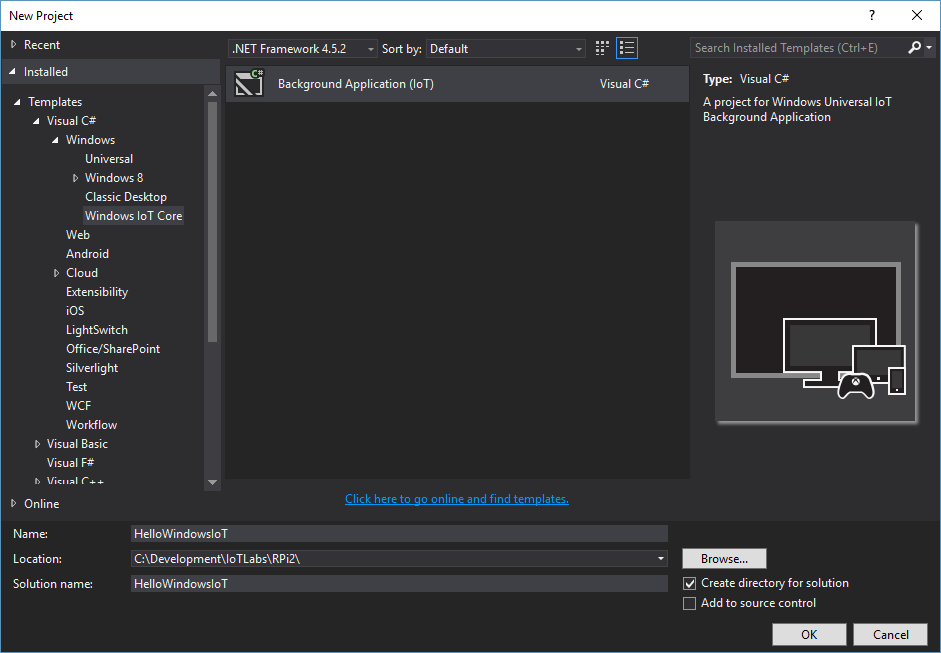 New Project
?
Recent
.NET Framework 4.5.2
Sort by:
Default
Search Installed Templates (Ctrl+E)
Installed
Templates
Visual C#
Windows
Universal
Windows 8
Classic Desktop
Windows IoT Core
Web
Android
Cloud
Extensibility
iOS
LightSwitch
Office/SharePoint
Silverlight
Test
WCF
Workflow
Visual Basic
Visual F#
Visual C++
Online
C#
Background Application (IoT)
Visual C#
Type: Visual C#
A project for Windows Universal IoT
Background Application
Click here to go online and find templates.
Name:
HelloWindowsIoT
Location:
C:\Development\IoTLabs\RPi2\
Browse...
Solution name:
HelloWindowsIoT
Create directory for solution
Add to source control
OK
Cancel